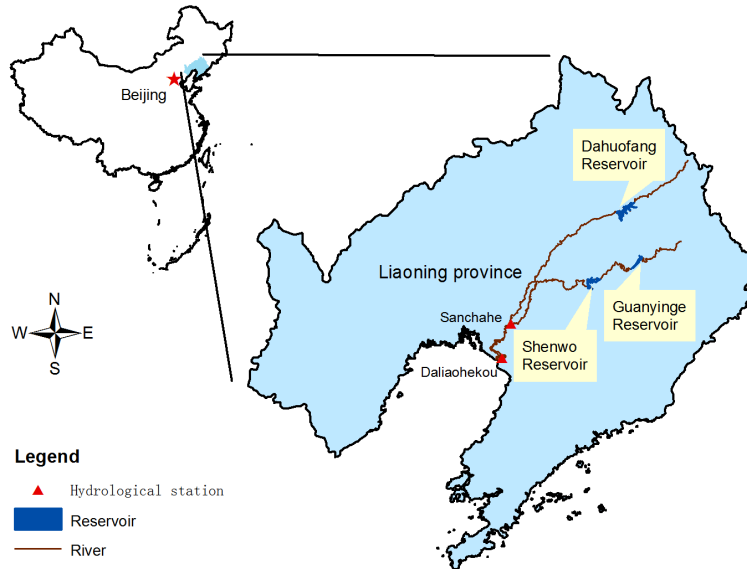 Beijing
Dahuofang
Reservoir
Liaoning province
Sanchahe
Guanyinge
Reservoir
Shenwo
Reservoir
Daliaohekou
N
W E
S
Legend
Hydrological station
Reservoir
River